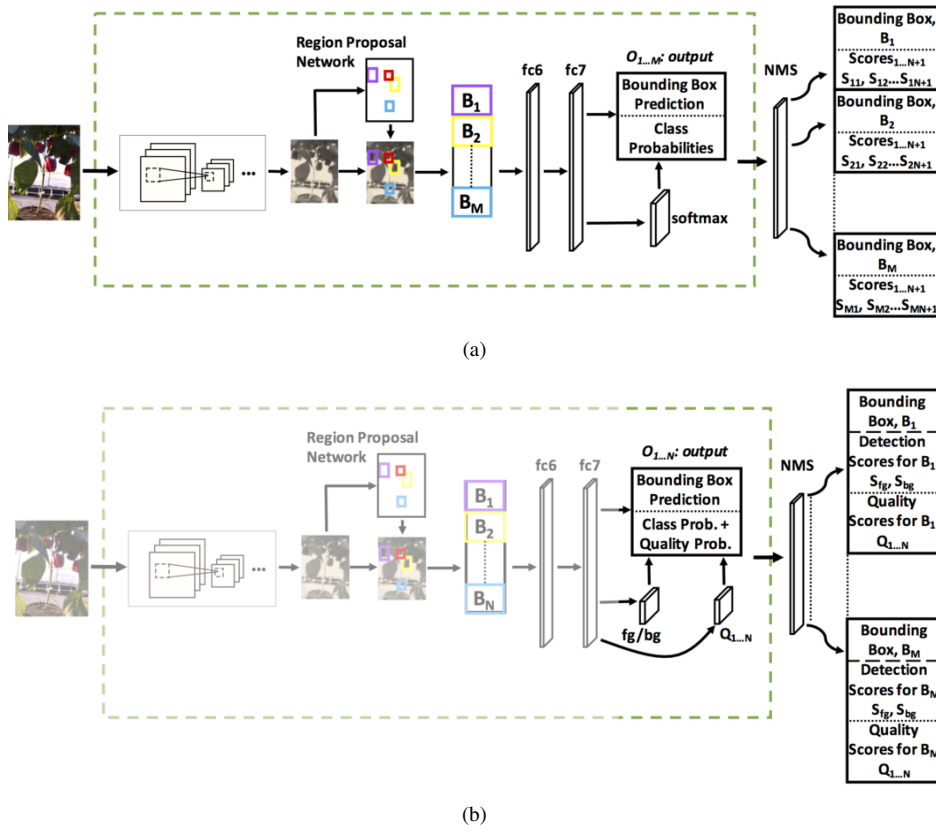 Region Proposal
Network
fc6
fc7
O1…M: output
NMS
B1
B2
BM
Bounding Box
Prediction
Class
Probabilities
softmax
Bounding Box,
B1
Scores1…N+1
S11, S12…S1N+1
Bounding Box,
B2
Scores1…N+1
S21, S22…S2N+1
Bounding Box,
BM
Scores1…N+1
SM1, SM2…SMN+1
(a)
Region Proposal
Network
fc6
fc7
O1…N: output
NMS
B1
B2
BN
Bounding Box
Prediction
Class Prob. +
Quality Prob.
fg/bg
Q1…N
Bounding
Box, B1
Detection
Scores for B1
Sfg, Sbg
Quality
Scores for B1
Q1…N
Bounding
Box, BM
Detection
Scores for BM
Sfg, Sbg
Quality
Scores for BM
Q1…N
(b)